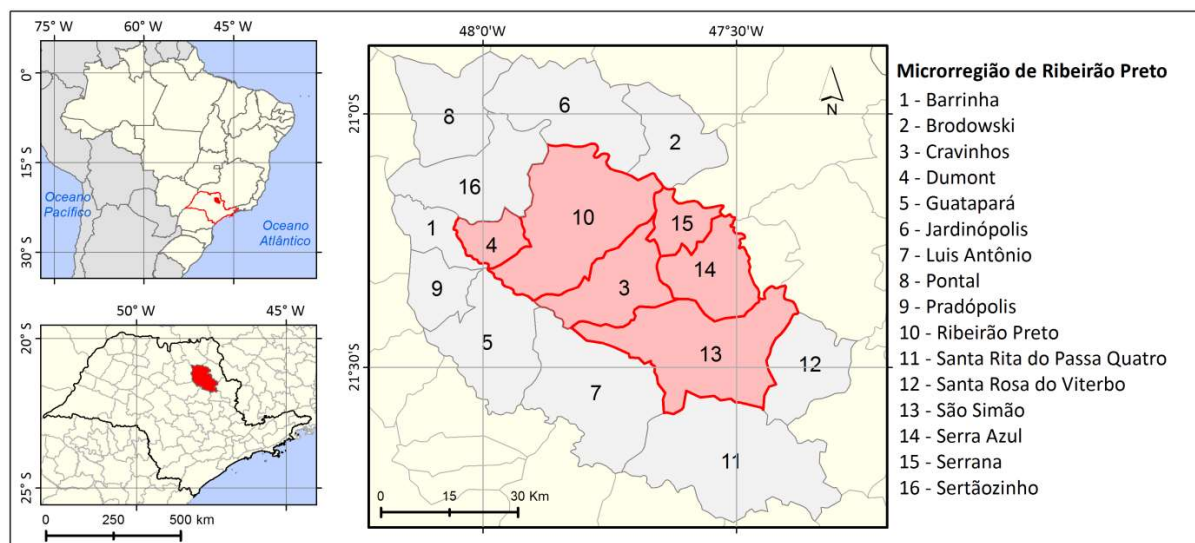 75° W 60° W 45° W
0°
15°S
30°S
Oceano
Pacífico
Oceano
Atlântico
50° W 45° W
20°S
25°S
0 250 500 km
48°0'W 47°30'W
21°0'S
21°30'S
8
6
2
16
10
15
1
4
14
3
9
5
13
12
7
11
N
0 15 30 Km
Microrregião de Ribeirão Preto
1 - Barrinha
2 - Brodowski
3 - Cravinhos
4 - Dumont
5 - Guatapará
6 - Jardinópolis
7 - Luis Antônio
8 - Pontal
9 - Pradópolis
10 - Ribeirão Preto
11 - Santa Rita do Passa Quatro
12 - Santa Rosa do Viterbo
13 - São Simão
14 - Serra Azul
15 - Serrana
16 - Sertãozinho